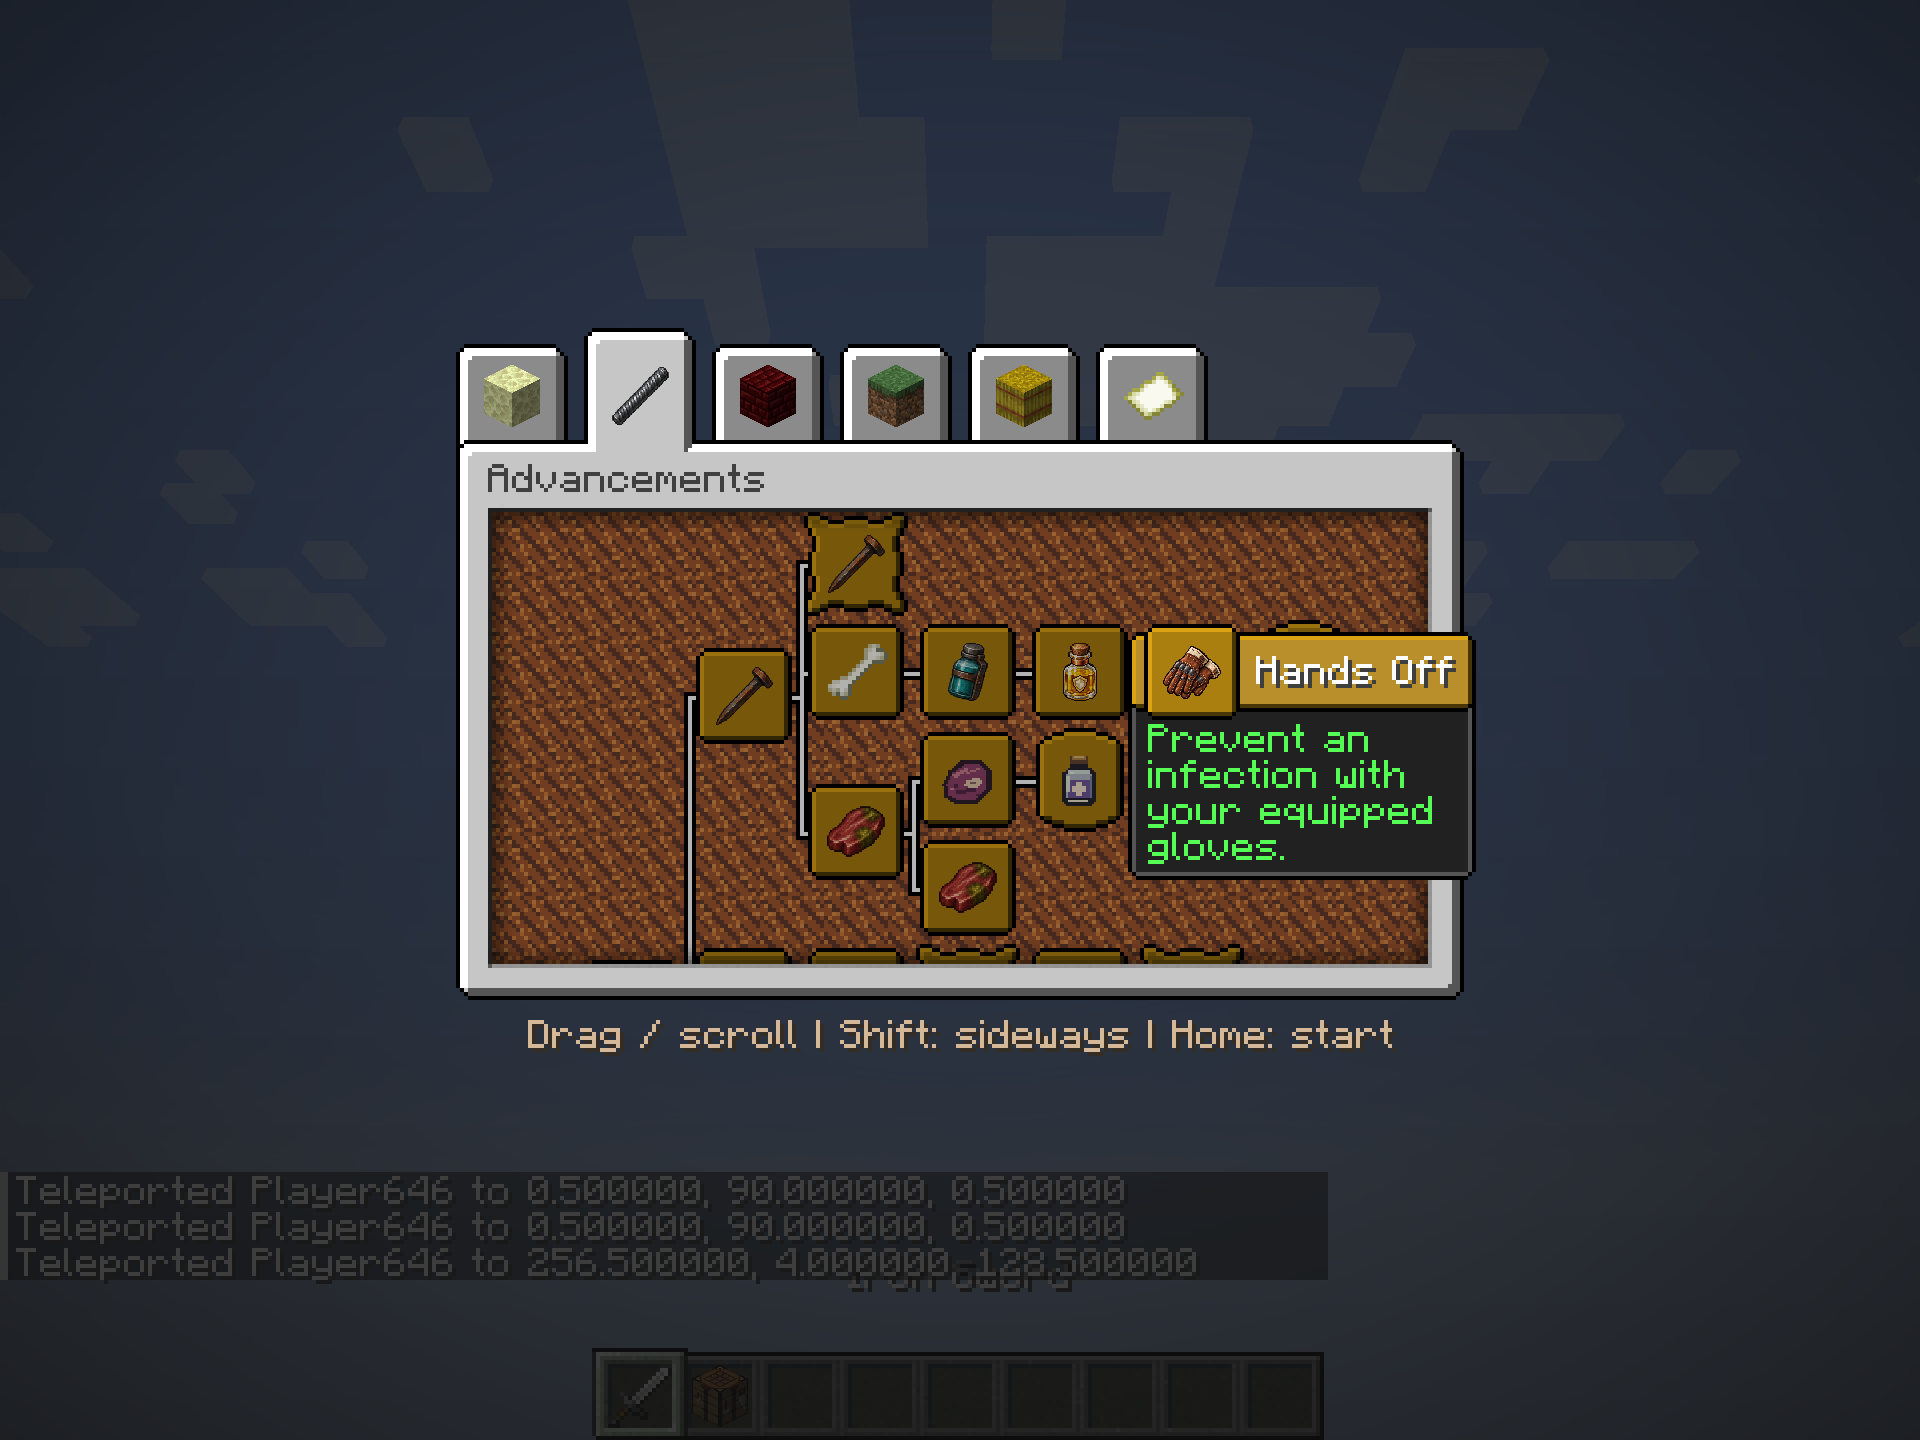 Advancements
Hands Off
Prevent an
infection with
your equipped
gloves.
Drag / scroll | Shift: sideways | Home: start
Teleported Player646 to 0.500000, 90.000000, 0.500000
Teleported Player646 to 0.500000, 90.000000, 0.500000
Teleported Player646 to 256.500000, 4.000000, -128.500000
Iron Sword